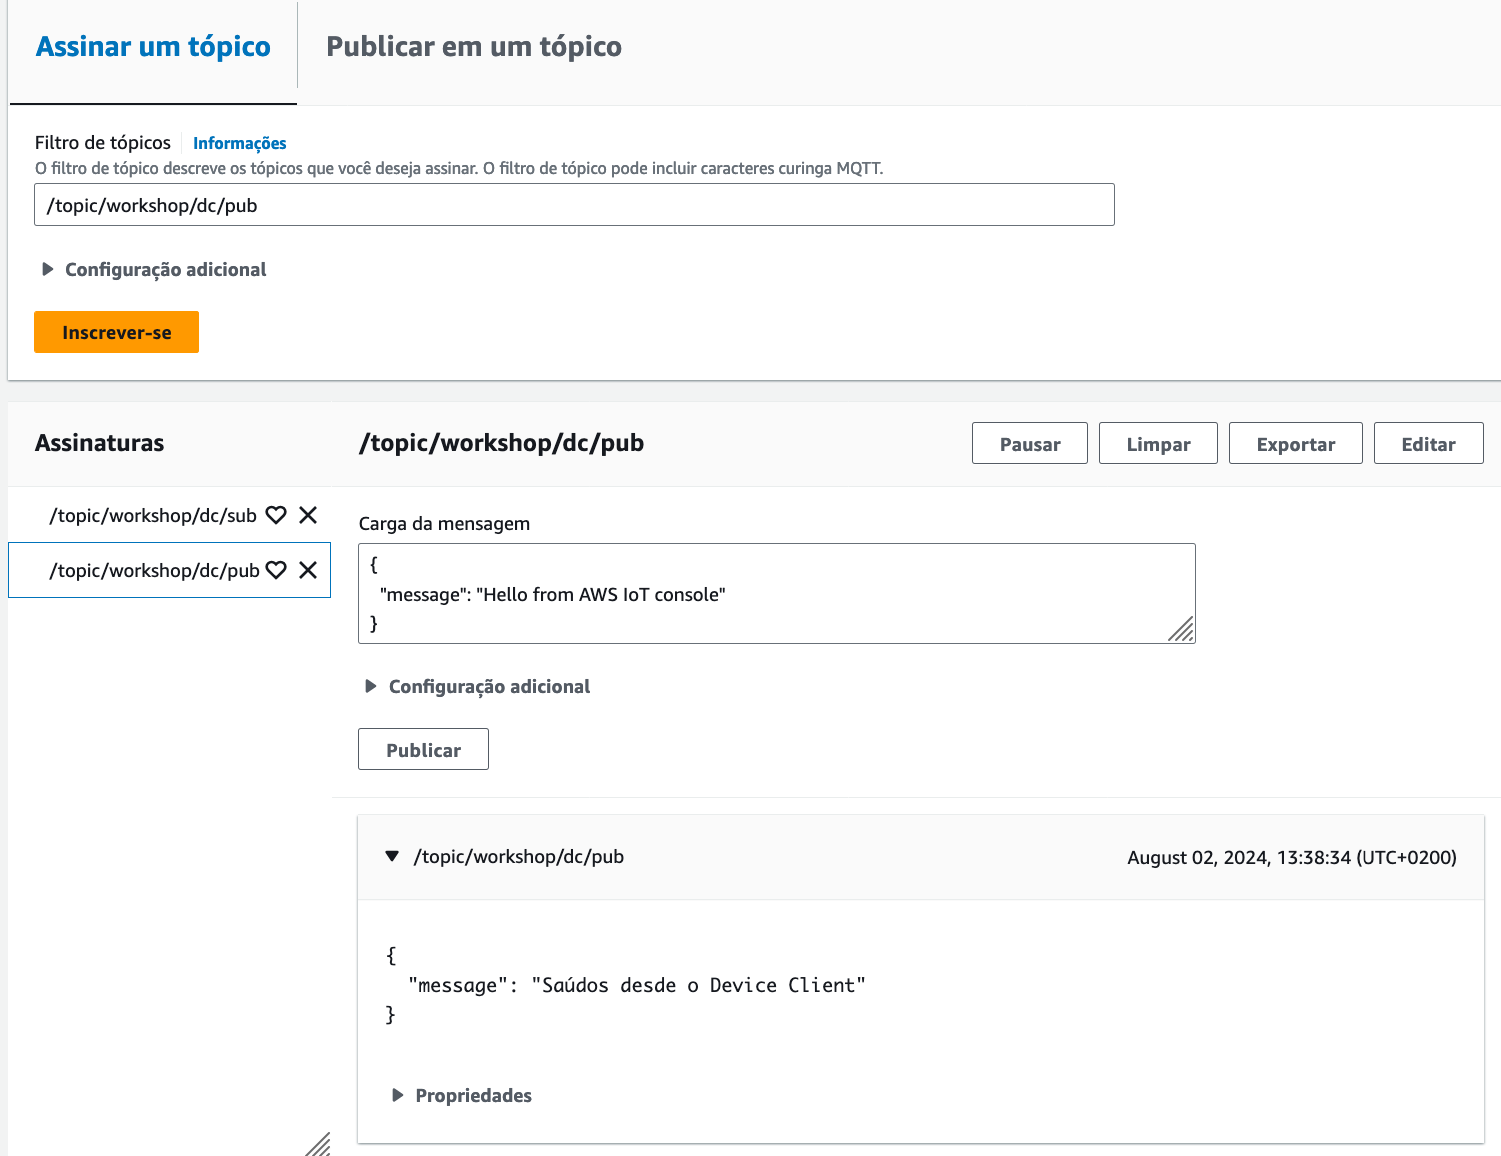 Assinar um tópico
Publicar em um tópico
Filtro de tópicos
Informações
O filtro de tópico descreve os tópicos que você deseja assinar. O filtro de tópico pode incluir caracteres curinga MQTT.
/topic/workshop/dc/pub
Configuração adicional
Inscrever-se
Assinaturas
/topic/workshop/dc/sub
/topic/workshop/dc/pub
/topic/workshop/dc/pub
Pausar
Limpar
Exportar
Editar
Carga da mensagem
{
"message": "Hello from AWS IoT console"
}
Configuração adicional
Publicar
/topic/workshop/dc/pub
August 02, 2024, 13:38:34 (UTC+0200)
{
"message": "Saúdos desde o Device Client"
}
Propriedades